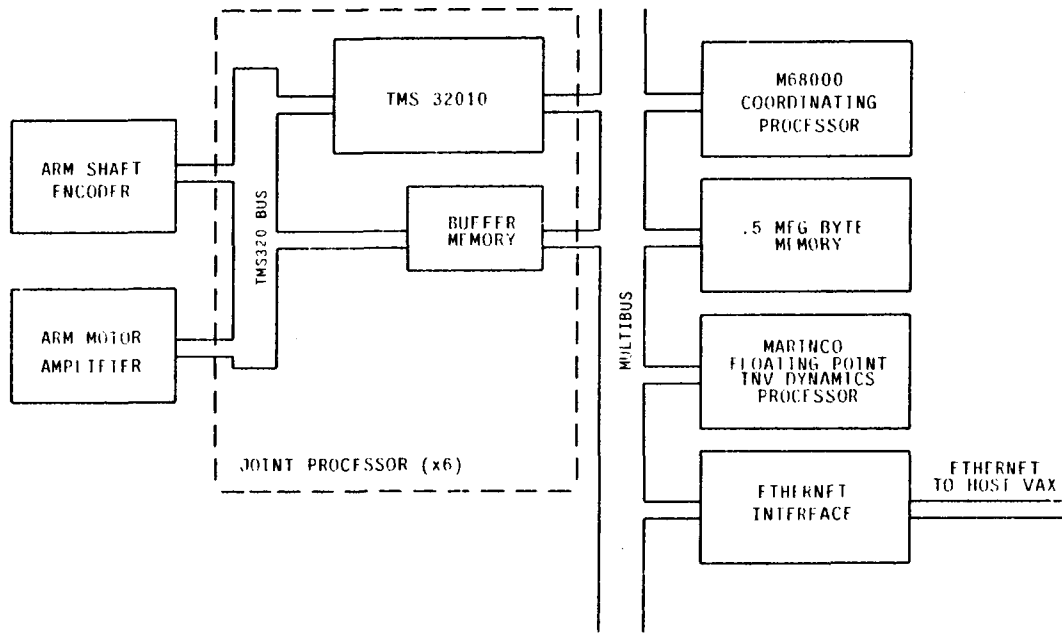 TMS 32010
M68000
COORDINATING
PROCESSOR
ARM SHAFT
ENCODER
TMS320 BUS
BUFFER
MEMORY
.5 MEG BYTE
MEMORY
ARM MOTOR
AMPLIFIER
MULTIBUS
MARINCO
FLOATING POINT
INV DYNAMICS
PROCESSOR
JOINT PROCESSOR (x6)
ETHERNET
INTERFACE
ETHERNET
TO HOST VAX